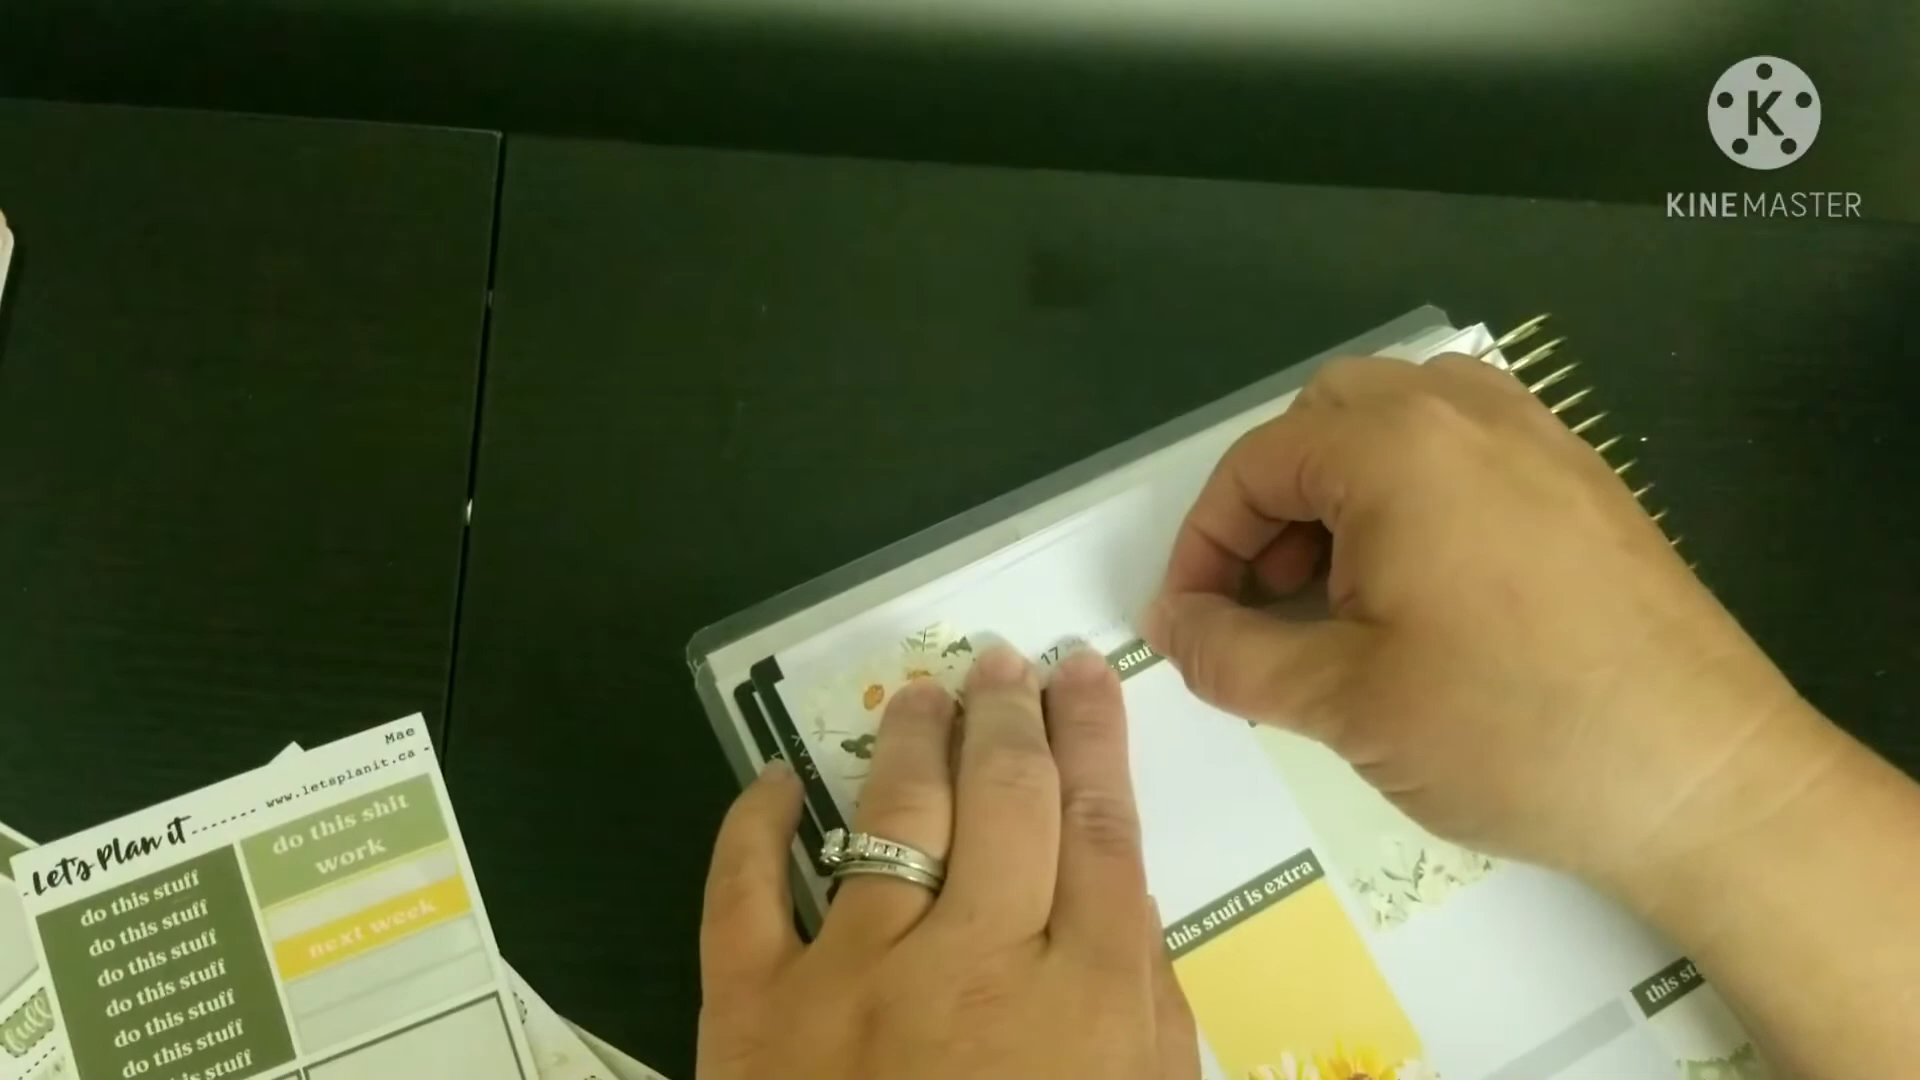 KINEMASTER
Mae
www.letsplanit.ca
Let's Plan it
do this shit
work
next week
do this stuff
do this stuff
do this stuff
do this stuff
do this stuff
do this stuff
stuff
full
17
this stuff is extra
this